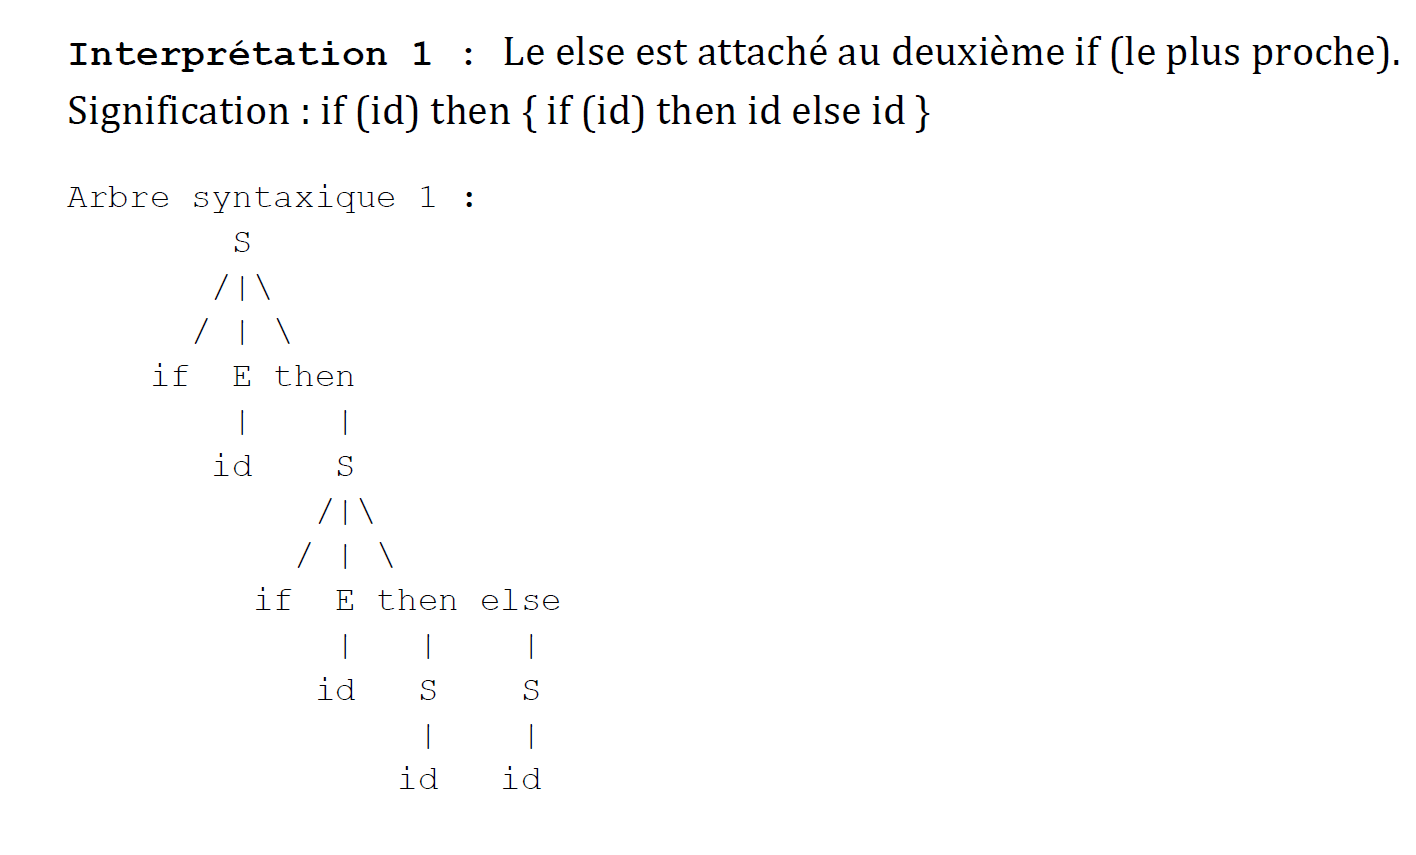 Interprétation 1 : Le else est attaché au deuxième if (le plus proche).
Signification : if (id) then { if (id) then id else id }
Arbre syntaxique 1 :
        S
       /|\
      / | \
    if  E then
        |    |
       id    S
            /|\
           / | \
         if  E then else
             |   |    |
            id   S    S
                 |    |
                id   id